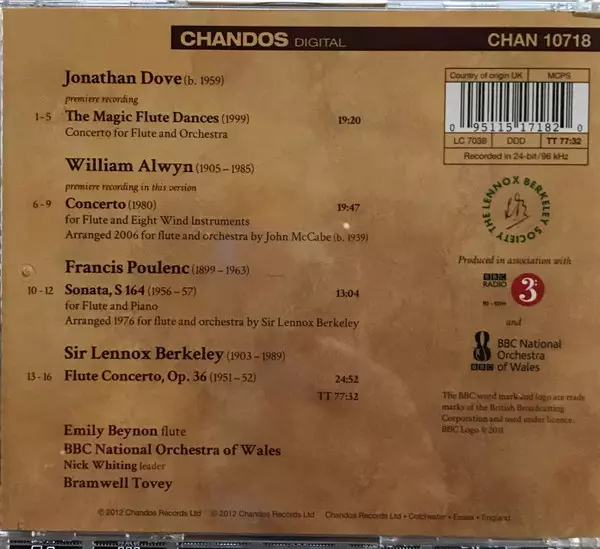 CHANDOS DIGITAL CHAN 10718
Jonathan Dove (b. 1959)
premiere recording
1-5 The Magic Flute Dances (1999) 19:20
Concerto for Flute and Orchestra
William Alwyn (1905 – 1985)
premiere recording in this version
6-9 Concerto (1980) 19:47
for Flute and Eight Wind Instruments
Arranged 2006 for flute and orchestra by John McCabe (b. 1939)
Francis Poulenc (1899 – 1963)
10-12 Sonata, S 164 (1956 – 57) 13:04
for Flute and Piano
Arranged 1976 for flute and orchestra by Sir Lennox Berkeley
Sir Lennox Berkeley (1903 – 1989)
13-16 Flute Concerto, Op. 36 (1951 – 52) 24:52
TT 77:32
Emily Beynon flute
BBC National Orchestra of Wales
Nick Whiting leader
Bramwell Tovey
Country of origin UK MCPS
0 95115 17182 0
LC 7038 DDD TT 77:32
Recorded in 24-bit/96 kHz
THE LENNOX BERKELEY SOCIETY
Produced in association with
BBC
RADIO 3
90 - 93FM
and
BBC National
Orchestra
BBC of Wales
The BBC word mark and logo are trade
marks of the British Broadcasting
Corporation and used under licence.
BBC Logo © 2011
℗ 2012 Chandos Records Ltd © 2012 Chandos Records Ltd Chandos Records Ltd • Colchester • Essex • England